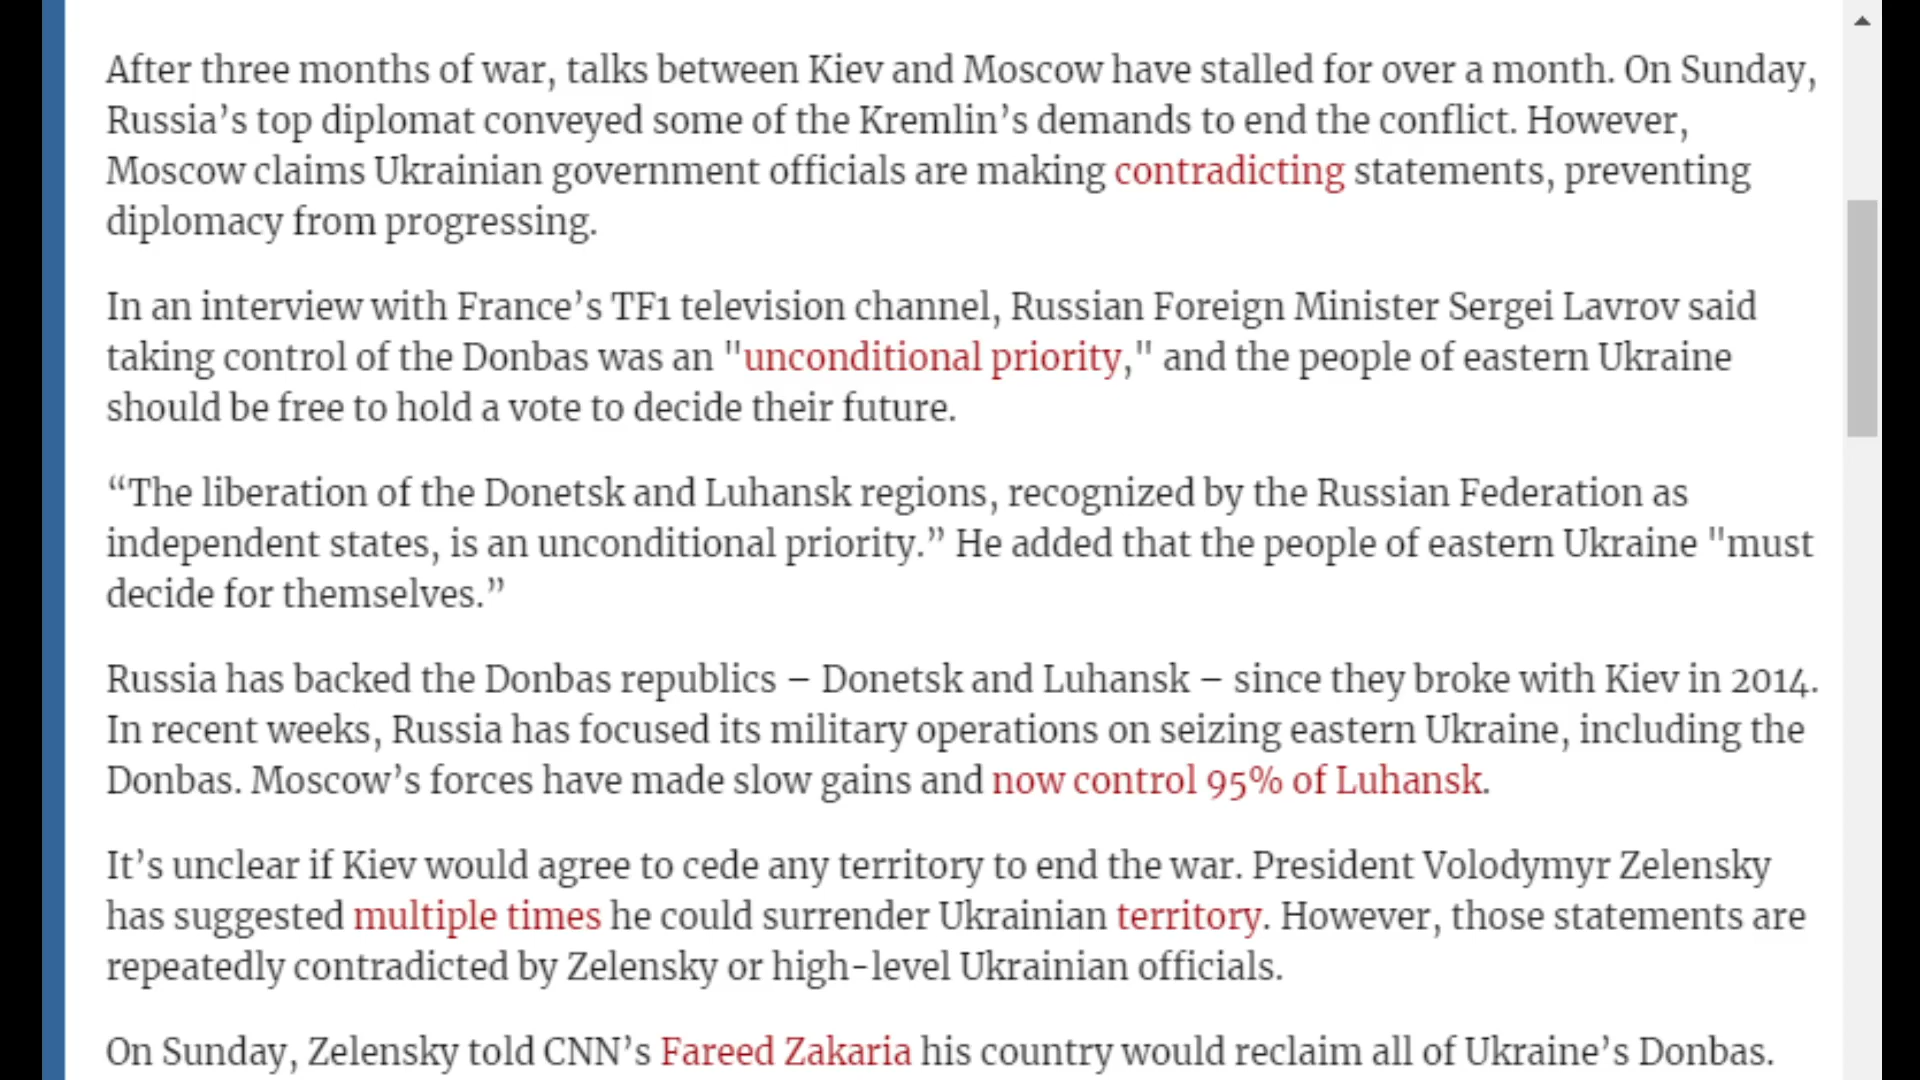 After three months of war, talks between Kiev and Moscow have stalled for over a month. On Sunday,
Russia’s top diplomat conveyed some of the Kremlin’s demands to end the conflict. However,
Moscow claims Ukrainian government officials are making contradicting statements, preventing
diplomacy from progressing.
In an interview with France’s TF1 television channel, Russian Foreign Minister Sergei Lavrov said
taking control of the Donbas was an "unconditional priority," and the people of eastern Ukraine
should be free to hold a vote to decide their future.
“The liberation of the Donetsk and Luhansk regions, recognized by the Russian Federation as
independent states, is an unconditional priority.” He added that the people of eastern Ukraine "must
decide for themselves.”
Russia has backed the Donbas republics – Donetsk and Luhansk – since they broke with Kiev in 2014.
In recent weeks, Russia has focused its military operations on seizing eastern Ukraine, including the
Donbas. Moscow’s forces have made slow gains and now control 95% of Luhansk.
It’s unclear if Kiev would agree to cede any territory to end the war. President Volodymyr Zelensky
has suggested multiple times he could surrender Ukrainian territory. However, those statements are
repeatedly contradicted by Zelensky or high-level Ukrainian officials.
On Sunday, Zelensky told CNN’s Fareed Zakaria his country would reclaim all of Ukraine’s Donbas.